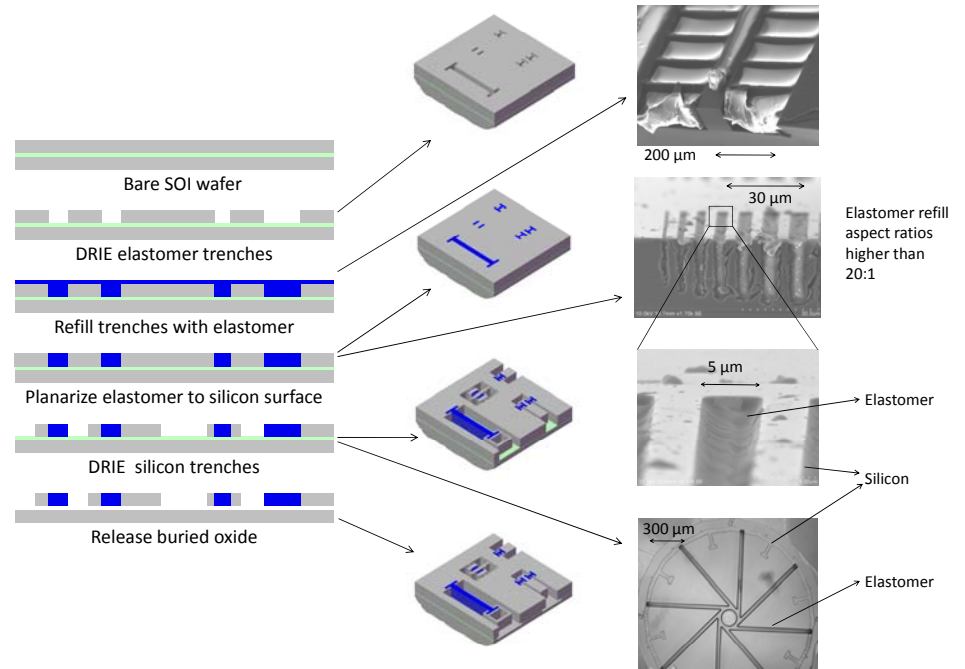 Bare SOI wafer
DRIE elastomer trenches
Refill trenches with elastomer
Planarize elastomer to silicon surface
DRIE silicon trenches
Release buried oxide
200 µm
30 µm
Elastomer refill
aspect ratios
higher than
20:1
5 µm
Elastomer
Silicon
300 µm
Elastomer